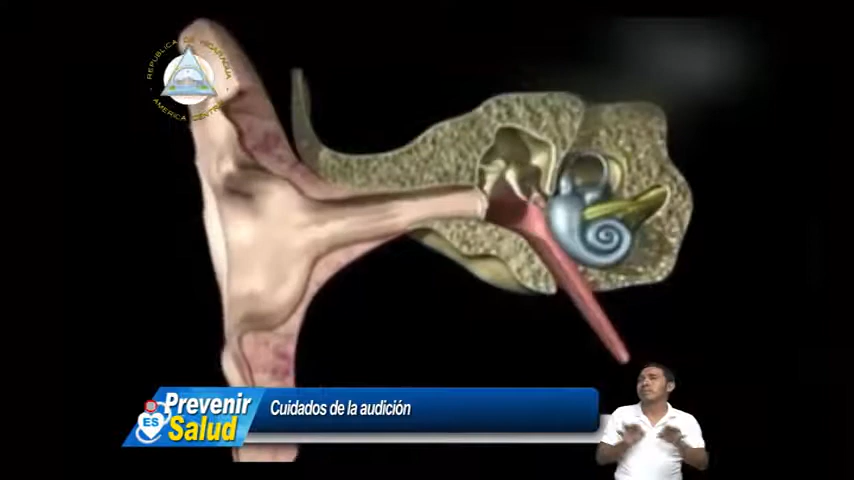 REPUBLICA DE NICARAGUA
AMERICA CENTRAL
Prevenir
ES
Salud
Cuidados de la audición